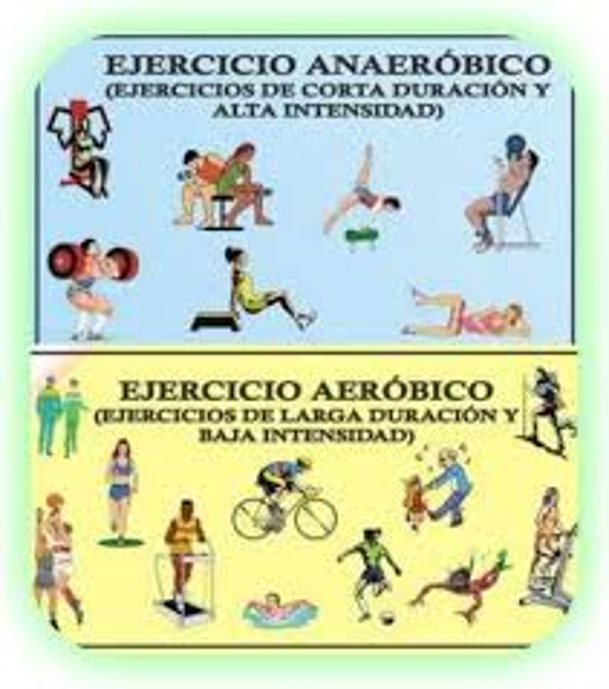 EJERCICIO ANAERÓBICO
(EJERCICIOS DE CORTA DURACIÓN Y
ALTA INTENSIDAD)
EJERCICIO AERÓBICO
(EJERCICIOS DE LARGA DURACIÓN Y
BAJA INTENSIDAD)